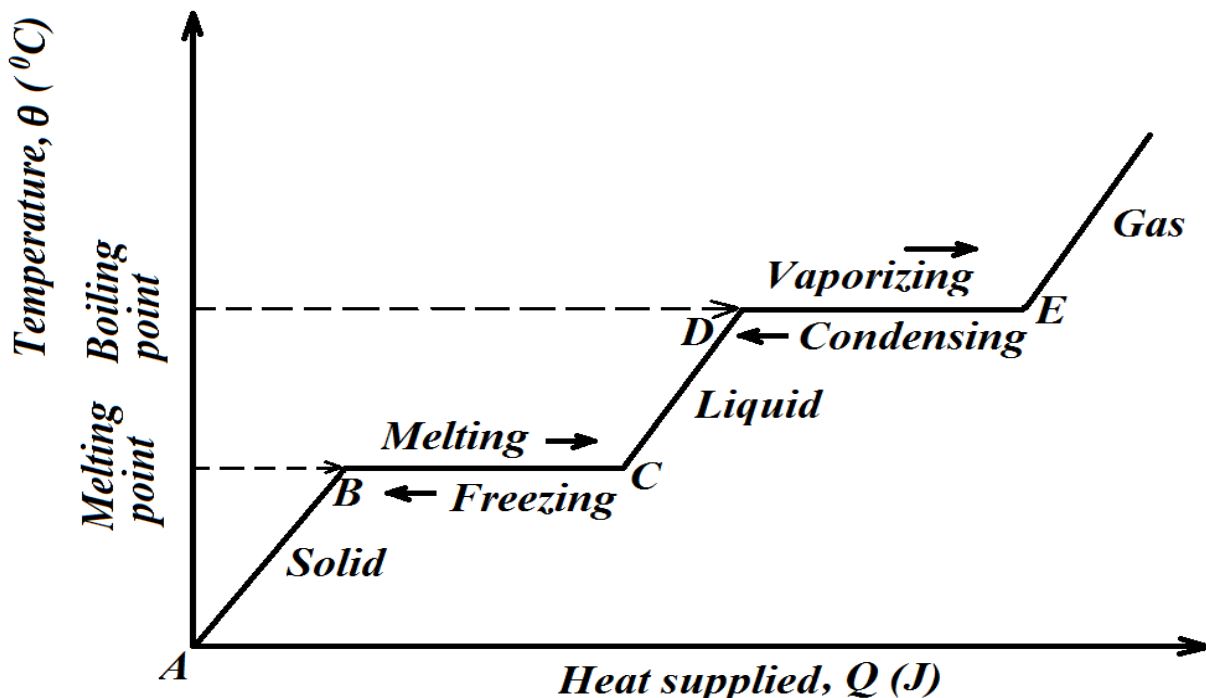 Temperature, θ ( ⁰C)
Boiling
point
Melting
point
Vaporizing
Gas
E
D
Condensing
Liquid
Melting
C
B
Freezing
Solid
A
Heat supplied, Q (J)